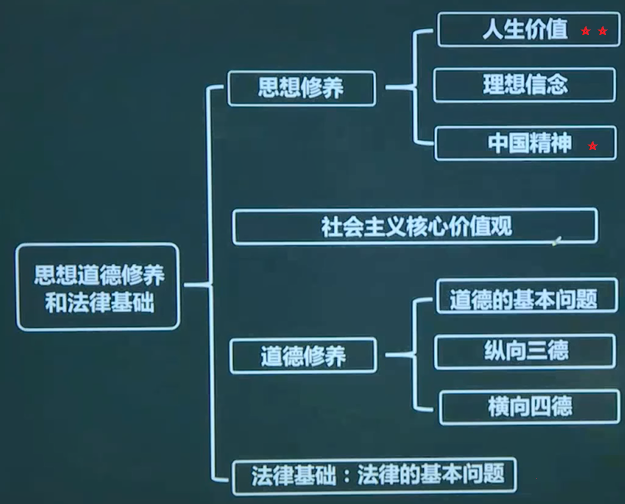 人生价值
思想修养
理想信念
中国精神
社会主义核心价值观
思想道德修养
和法律基础
道德的基本问题
道德修养
纵向三德
横向四德
法律基础：法律的基本问题